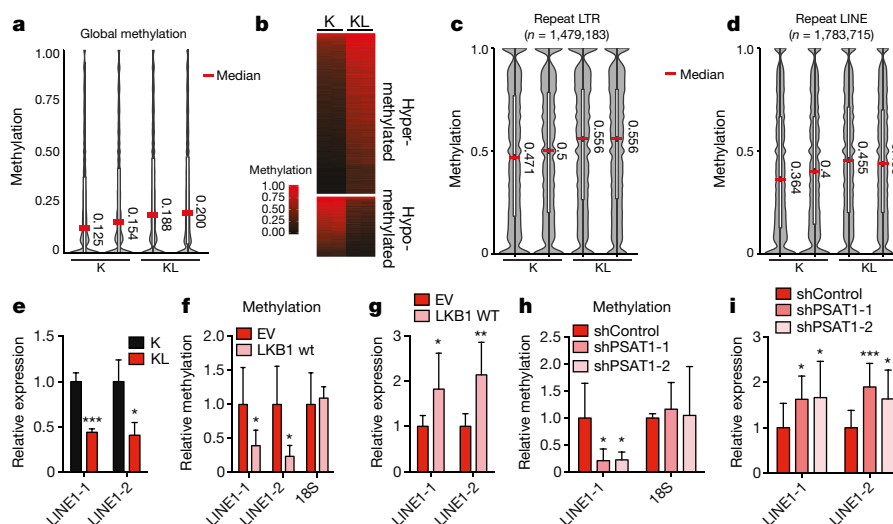 a
Global methylation
Methylation
1.00
0.75
0.50
0.25
0
0.125
0.154
0.188
0.200
K
KL
Median
b
K
KL
Hyper-
methylated
Hypo-
methylated
Methylation
1.00
0.75
0.50
0.25
0.00
c
Repeat LTR
(n = 1,479,183)
Methylation
1.0
0.5
0
0.471
0.5
0.556
0.556
K
KL
Median
d
Repeat LINE
(n = 1,783,715)
1.0
0.5
0
0.364
0.4
0.455
K
KL
e
Relative expression
1.5
1.0
0.5
0
K
KL
***
*
LINE1-1
LINE1-2
f
Methylation
Relative methylation
2.0
1.5
1.0
0.5
0.0
EV
LKB1 wt
*
*
LINE1-1
LINE1-2
18S
g
Relative expression
3
2
1
0
EV
LKB1 WT
*
**
LINE1-1
LINE1-2
h
Methylation
Relative methylation
2.5
2.0
1.5
1.0
0.5
0
shControl
shPSAT1-1
shPSAT1-2
*
*
LINE1-1
18S
i
Relative expression
3
2
1
0
shControl
shPSAT1-1
shPSAT1-2
*
*
***
*
LINE1-1
LINE1-2